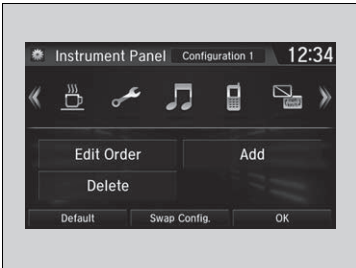 Instrument Panel Configuration 1 12:34
Edit Order Add
Delete
Default Swap Config. OK